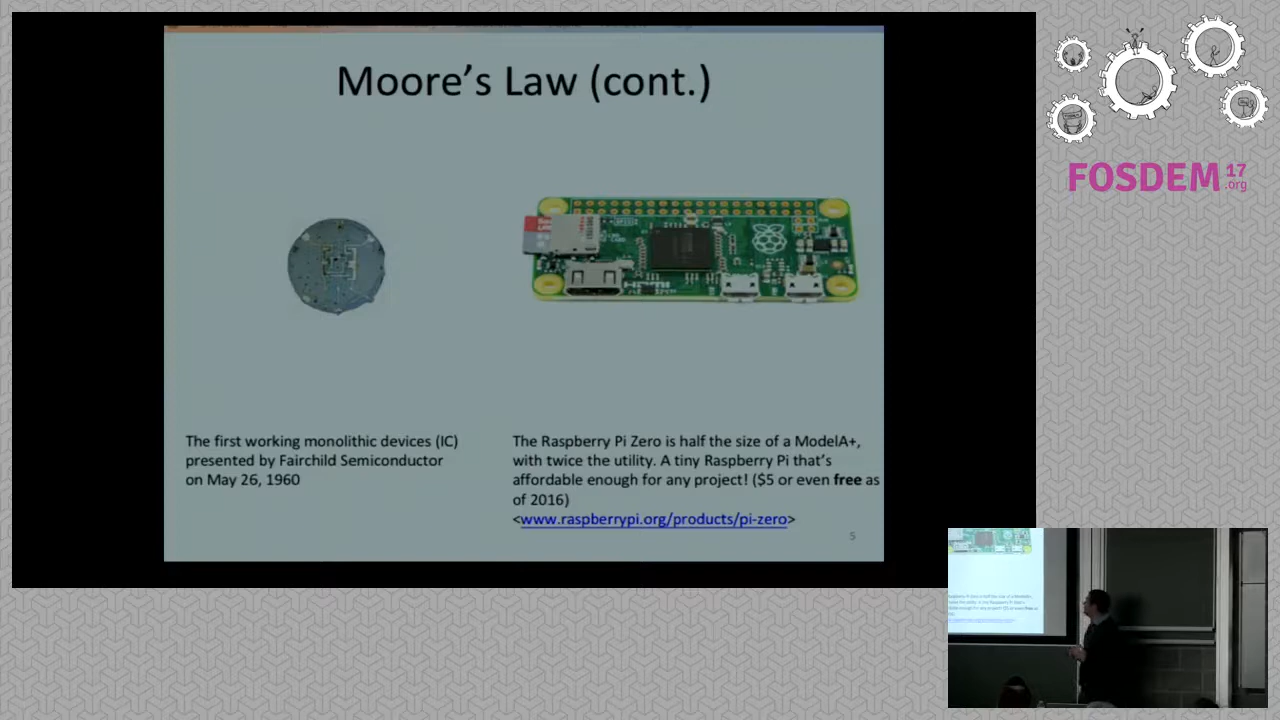 Moore's Law (cont.)
The first working monolithic devices (IC)
presented by Fairchild Semiconductor
on May 26, 1960
The Raspberry Pi Zero is half the size of a ModelA+,
with twice the utility. A tiny Raspberry Pi that's
affordable enough for any project! ($5 or even free as
of 2016)
<www.raspberrypi.org/products/pi-zero>
5
FOSDEM 17
.org